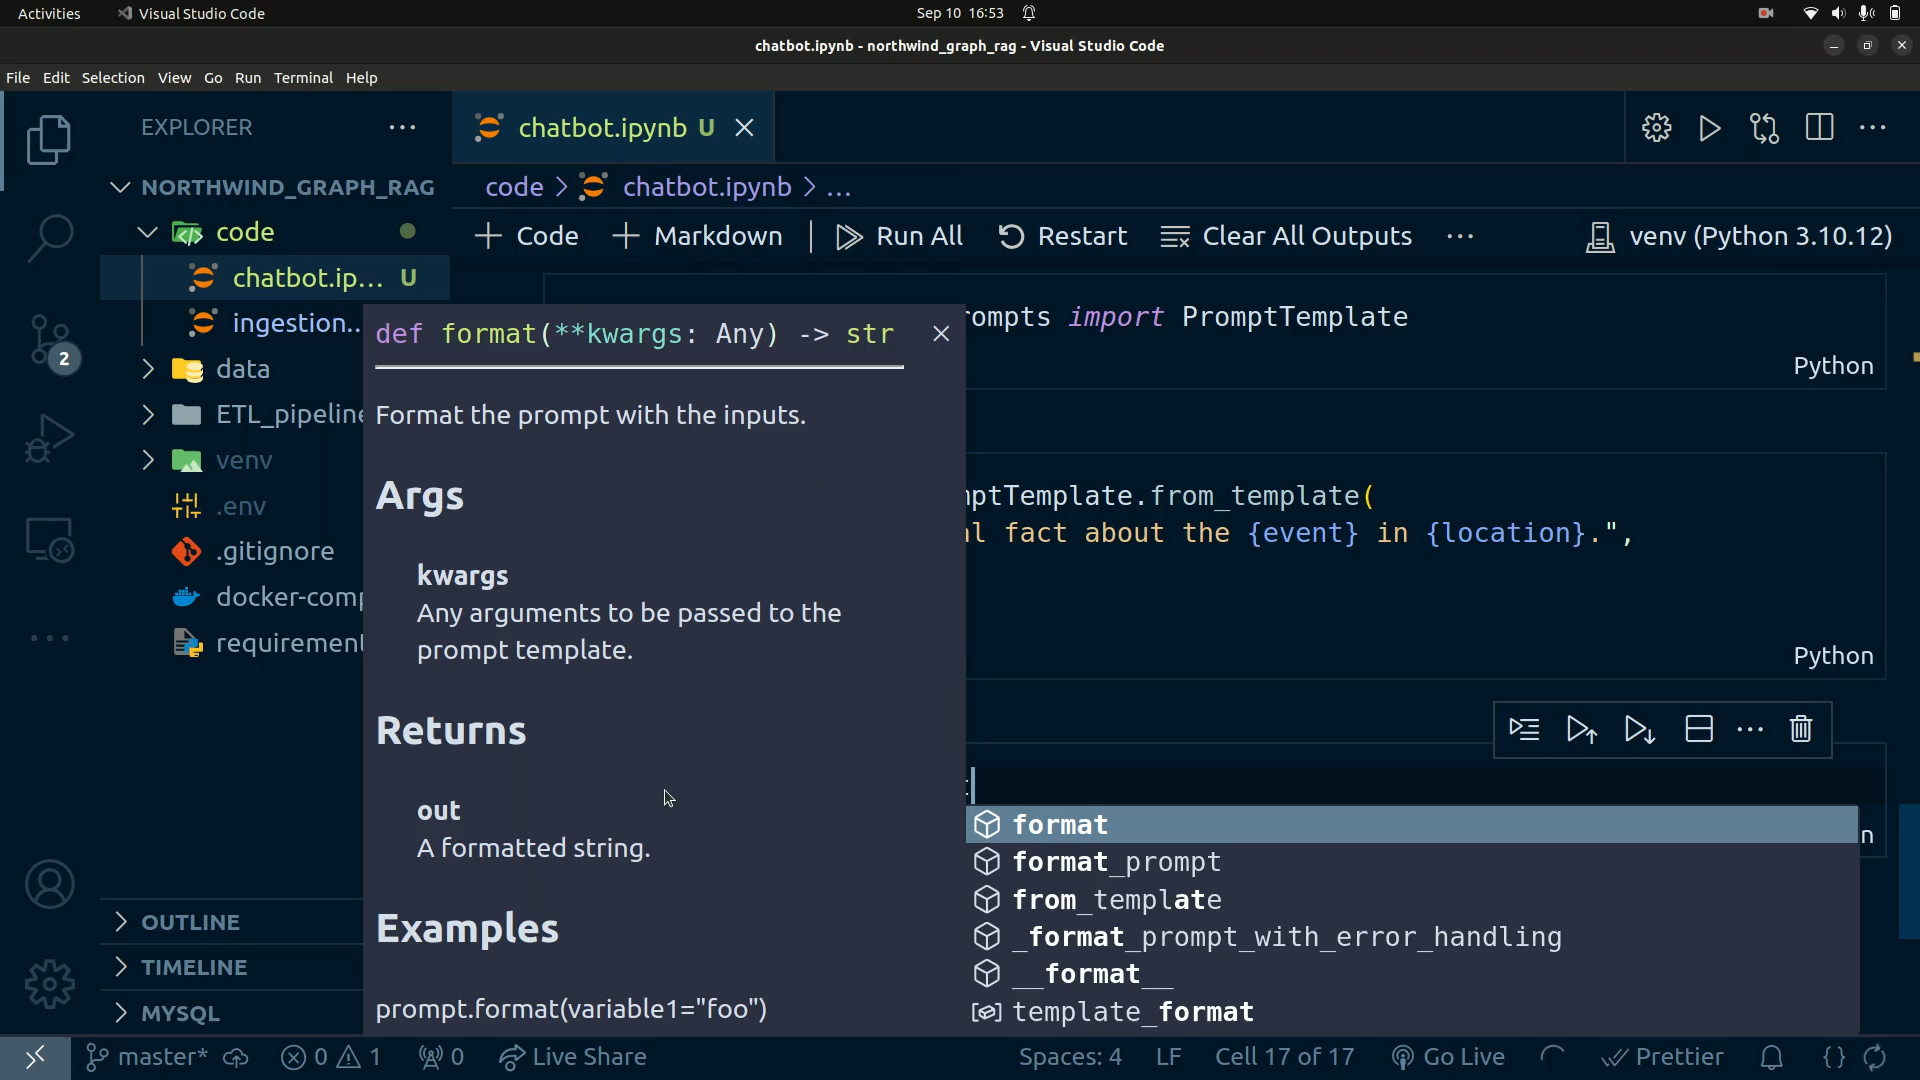 Activities
Visual Studio Code
Sep 10 16:53
chatbot.ipynb - northwind_graph_rag - Visual Studio Code
File Edit Selection View Go Run Terminal Help
EXPLORER
NORTHWIND_GRAPH_RAG
code
chatbot.ip... U
ingestion...
data
ETL_pipeline
venv
.env
.gitignore
docker-comp
requirement
OUTLINE
TIMELINE
MYSQL
2
chatbot.ipynb U
code > chatbot.ipynb > ...
+ Code + Markdown | Run All Restart Clear All Outputs ... venv (Python 3.10.12)
ompts import PromptTemplate
Python
ptTemplate.from_template(
al fact about the {event} in {location}.",
Python
def format(**kwargs: Any) -> str
Format the prompt with the inputs.
Args
kwargs
Any arguments to be passed to the
prompt template.
Returns
out
A formatted string.
Examples
prompt.format(variable1="foo")
format
n
format_prompt
from_template
_format_prompt_with_error_handling
__format__
template_format
master* 0 1 0 Live Share
Spaces: 4 LF Cell 17 of 17 Go Live Prettier {}